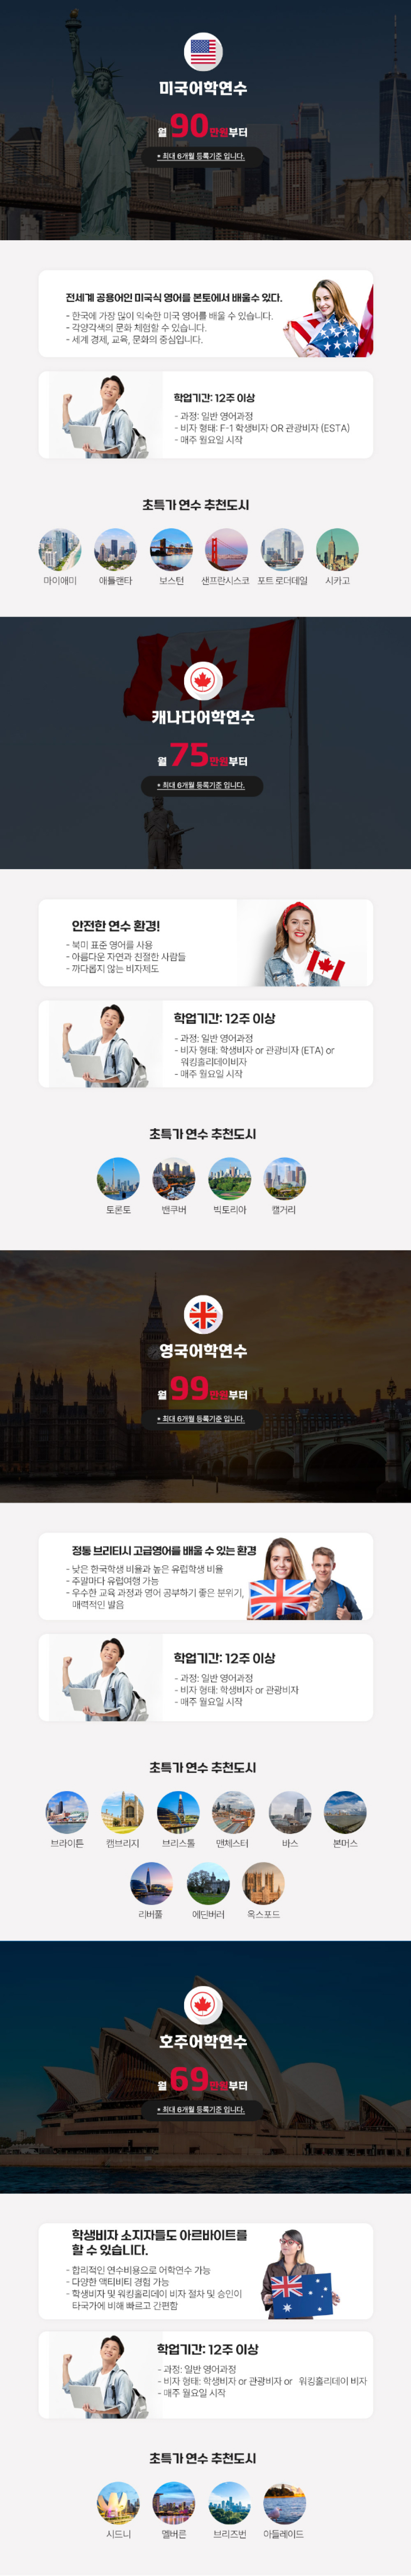 미국어학연수
월 90만원부터
* 최대 6개월 등록기준 입니다.
전세계 공용어인 미국식 영어를 본토에서 배울수 있다.
- 한국에 가장 많이 익숙한 미국 영어를 배울 수 있습니다.
- 각양각색의 문화 체험할 수 있습니다.
- 세계 경제, 교육, 문화의 중심입니다.
학업기간: 12주 이상
- 과정: 일반 영어과정
- 비자 형태: F-1 학생비자 OR 관광비자 (ESTA)
- 매주 월요일 시작
초특가 연수 추천도시
마이애미 애틀랜타 보스턴 샌프란시스코 포트 로더데일 시카고
캐나다어학연수
월 75만원부터
* 최대 6개월 등록기준 입니다.
안전한 연수 환경!
- 북미 표준 영어를 사용
- 아름다운 자연과 친절한 사람들
- 까다롭지 않는 비자제도
학업기간: 12주 이상
- 과정: 일반 영어과정
- 비자 형태: 학생비자 or 관광비자 (ETA) or
워킹홀리데이비자
- 매주 월요일 시작
초특가 연수 추천도시
토론토 밴쿠버 빅토리아 캘거리
영국어학연수
월 99만원부터
* 최대 6개월 등록기준 입니다.
정통 브리티시 고급영어를 배울 수 있는 환경
- 낮은 한국학생 비율과 높은 유럽학생 비율
- 주말마다 유럽여행 가능
- 우수한 교육 과정과 영어 공부하기 좋은 분위기,
매력적인 발음
학업기간: 12주 이상
- 과정: 일반 영어과정
- 비자 형태: 학생비자 or 관광비자
- 매주 월요일 시작
초특가 연수 추천도시
브라이튼 캠브리지 브리스톨 맨체스터 바스 본머스
리버풀 에딘버러 옥스포드
호주어학연수
월 69만원부터
* 최대 6개월 등록기준 입니다.
학생비자 소지자들도 아르바이트를
할 수 있습니다.
- 합리적인 연수비용으로 어학연수 가능
- 다양한 액티비티 경험 가능
- 학생비자 및 워킹홀리데이 비자 절차 및 승인이
타국가에 비해 빠르고 간편함
학업기간: 12주 이상
- 과정: 일반 영어과정
- 비자 형태: 학생비자 or 관광비자 or 워킹홀리데이 비자
- 매주 월요일 시작
초특가 연수 추천도시
시드니 멜버른 브리즈번 아들레이드